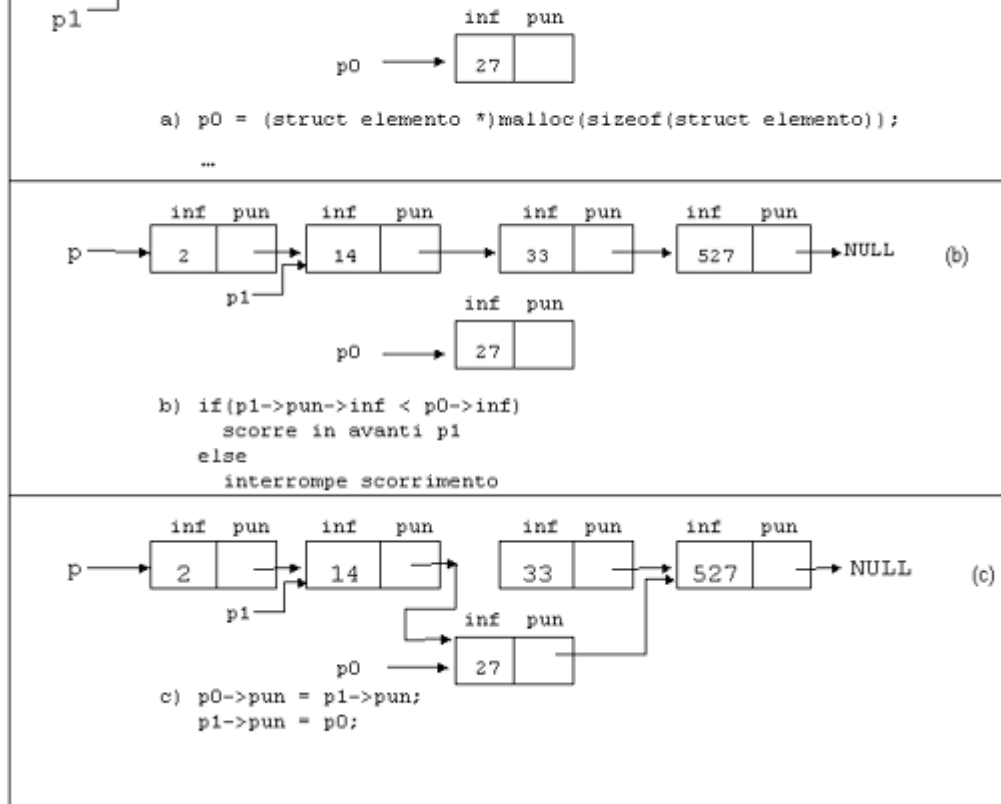 p1
inf pun
p0 27
a) p0 = (struct elemento *)malloc(sizeof(struct elemento));
...
inf pun inf pun inf pun inf pun
p 2 14 33 527 NULL (b)
p1
inf pun
p0 27
b) if(p1->pun->inf < p0->inf)
scorre in avanti p1
else
interrompe scorrimento
inf pun inf pun inf pun inf pun
p 2 14 33 527 NULL (c)
p1
inf pun
p0 27
c) p0->pun = p1->pun;
p1->pun = p0;